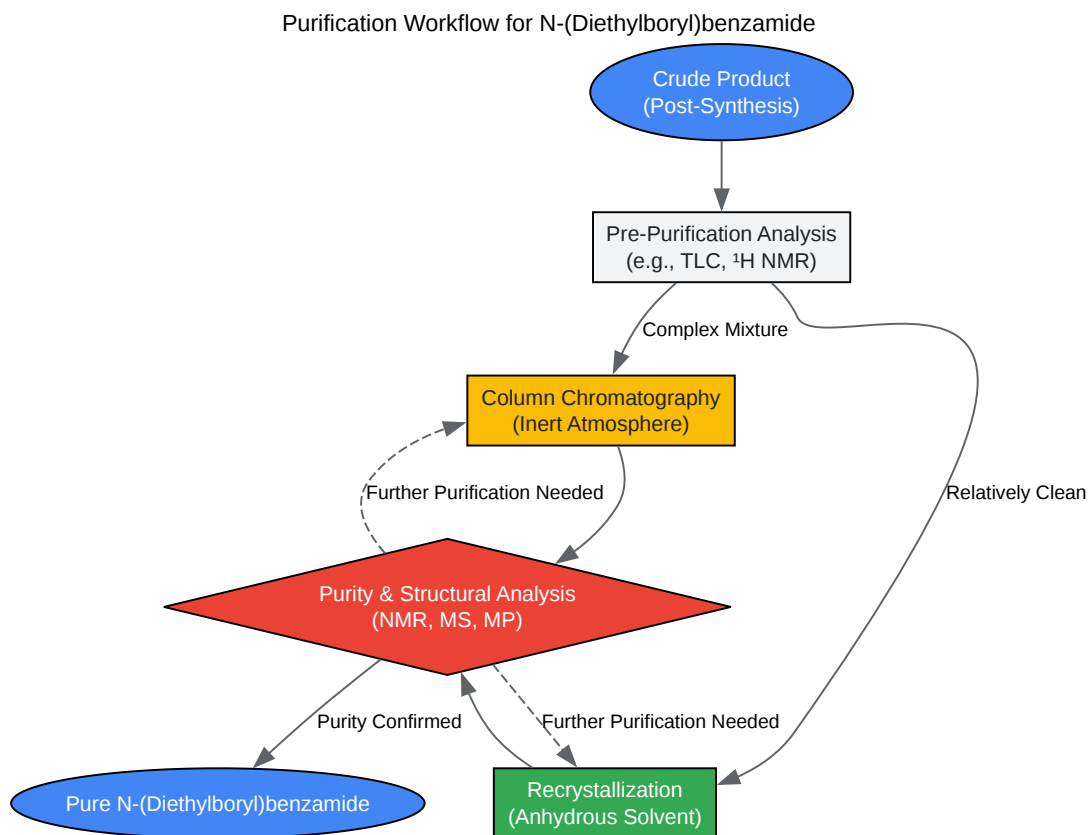 Purification Workflow for N-(Diethylboryl)benzamide
Crude Product
(Post-Synthesis)
Pre-Purification Analysis
(e.g., TLC, ¹H NMR)
Complex Mixture
Column Chromatography
(Inert Atmosphere)
Further Purification Needed
Relatively Clean
Purity & Structural Analysis
(NMR, MS, MP)
Purity Confirmed
Further Purification Needed
Pure N-(Diethylboryl)benzamide
Recrystallization
(Anhydrous Solvent)